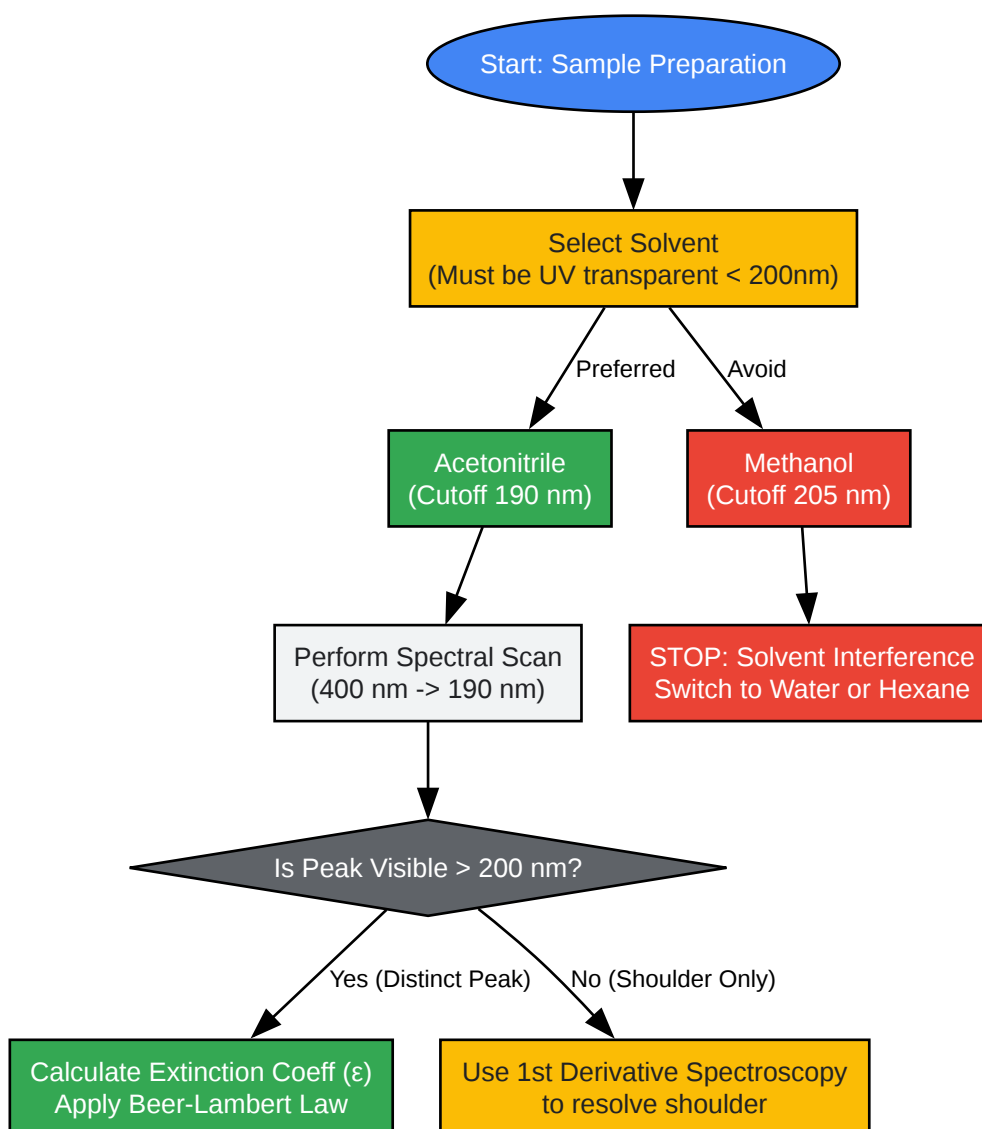 Start: Sample Preparation
Select Solvent
(Must be UV transparent < 200nm)
Preferred
Avoid
Acetonitrile
(Cutoff 190 nm)
Methanol
(Cutoff 205 nm)
Perform Spectral Scan
(400 nm -> 190 nm)
STOP: Solvent Interference
Switch to Water or Hexane
Is Peak Visible > 200 nm?
Yes (Distinct Peak)
No (Shoulder Only)
Calculate Extinction Coeff (ε)
Apply Beer-Lambert Law
Use 1st Derivative Spectroscopy
to resolve shoulder